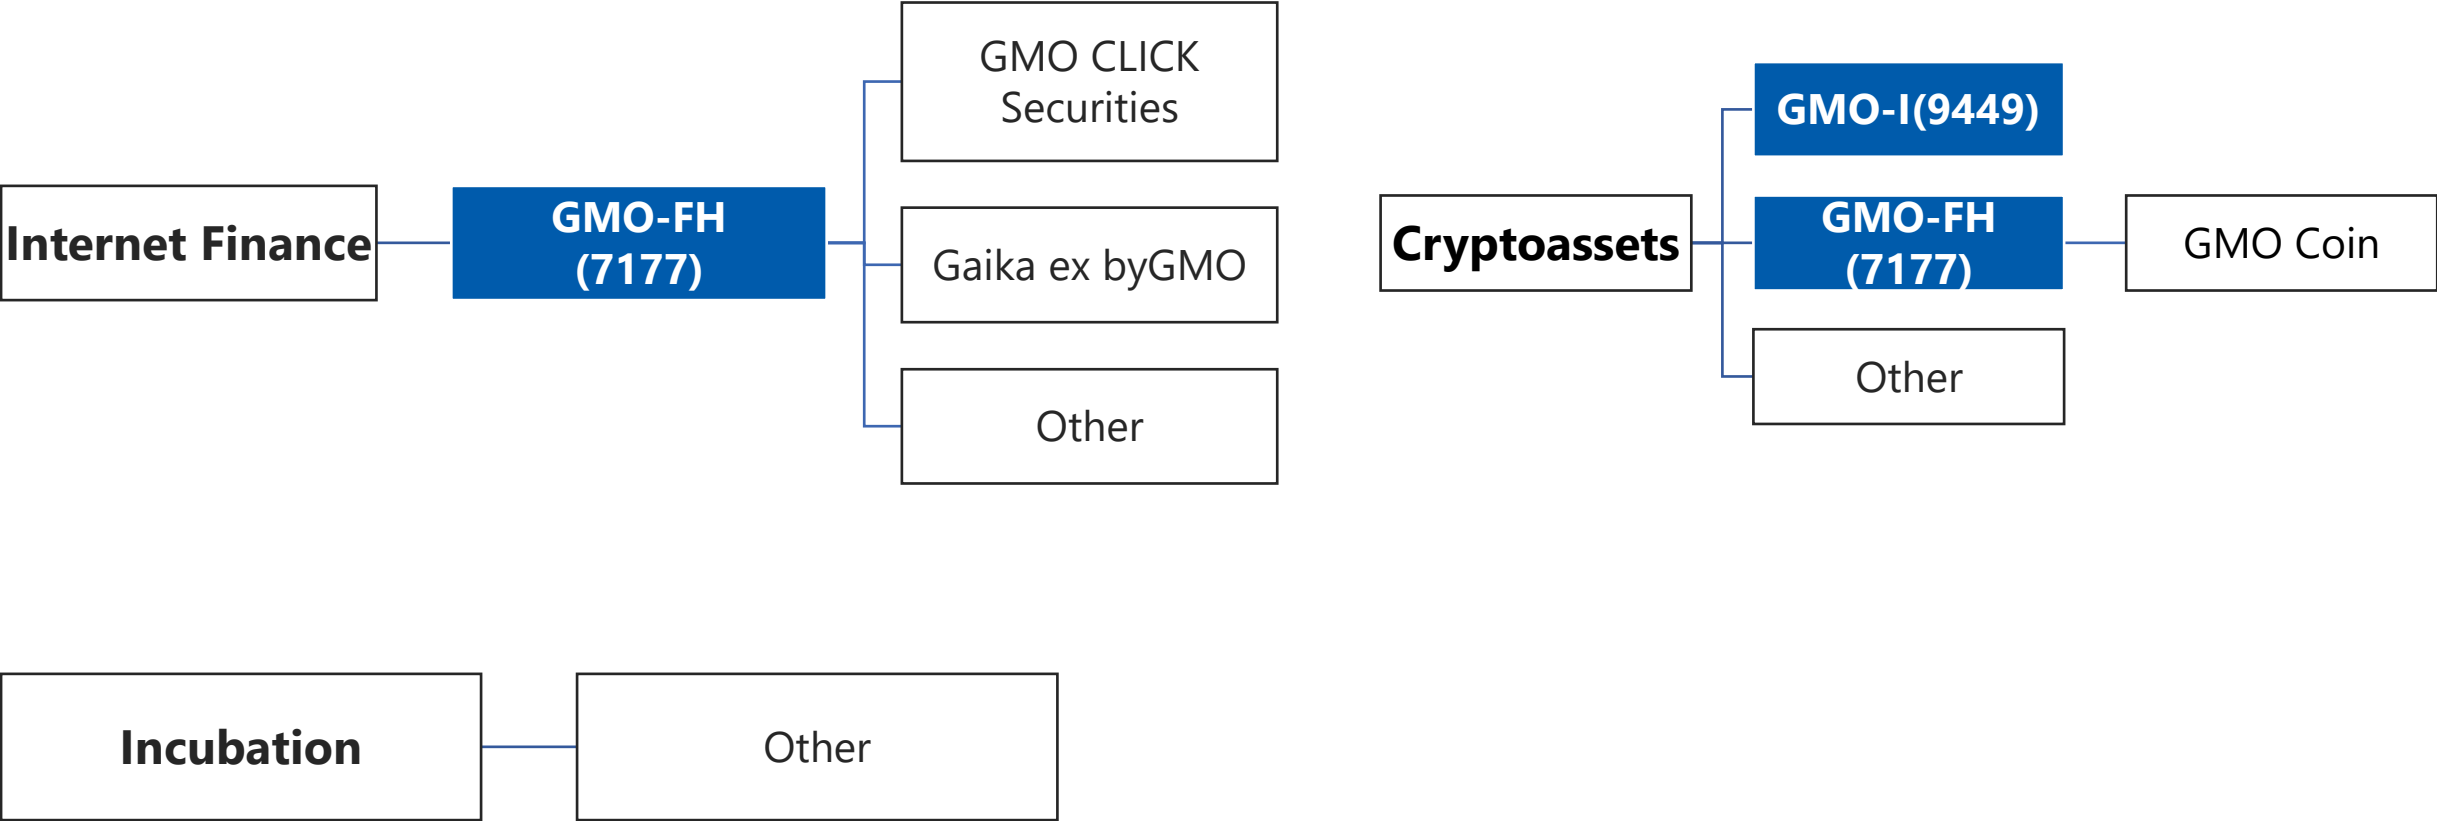 Internet Finance
GMO-FH
(7177)
GMO CLICK
Securities
Gaika ex byGMO
Other
Cryptoassets
GMO-I(9449)
GMO-FH
(7177)
Other
GMO Coin
Incubation
Other